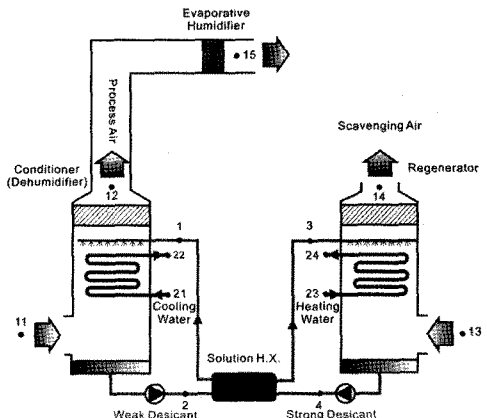 Evaporative
Humidifier
15
Process Air
Scavenging Air
Conditioner
(Dehumidifier)
Regenerator
12
14
1
3
22
24
21
23
Cooling
Water
Heating
Water
11
13
Solution H.X.
2
4
Weak Desicant
Strong Desicant